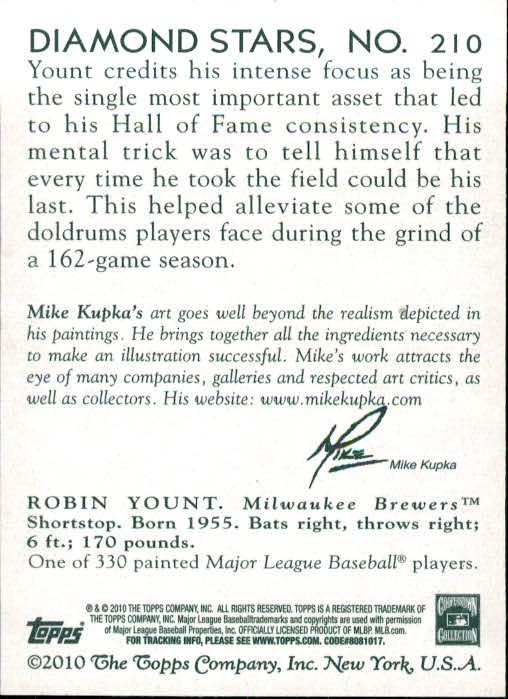 DIAMOND STARS, NO. 210
Yount credits his intense focus as being
the single most important asset that led
to his Hall of Fame consistency. His
mental trick was to tell himself that
every time he took the field could be his
last. This helped alleviate some of the
doldrums players face during the grind of
a 162-game season.
Mike Kupka's art goes well beyond the realism depicted in
his paintings. He brings together all the ingredients necessary
to make an illustration successful. Mike's work attracts the
eye of many companies, galleries and respected art critics, as
well as collectors. His website: www.mikekupka.com
Mike
Mike Kupka
ROBIN YOUNT. Milwaukee Brewers™
Shortstop. Born 1955. Bats right, throws right;
6 ft.; 170 pounds.
One of 330 painted Major League Baseball® players.
Topps
® & © 2010 THE TOPPS COMPANY, INC. ALL RIGHTS RESERVED. TOPPS IS A REGISTERED TRADEMARK OF
THE TOPPS COMPANY, INC. Major League Baseball trademarks and copyrights are used with permission
of Major League Baseball Properties, Inc. OFFICIALLY LICENSED PRODUCT OF MLBP. MLB.com.
FOR TRACKING INFO, PLEASE SEE WWW.TOPPS.COM. CODE#8081017.
COOPERSTOWN
COLLECTION
©2010 The Topps Company, Inc. New York, U.S.A.